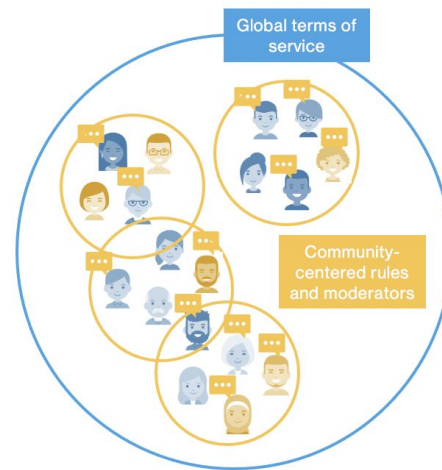 Global terms of
service
Community-
centered rules
and moderators